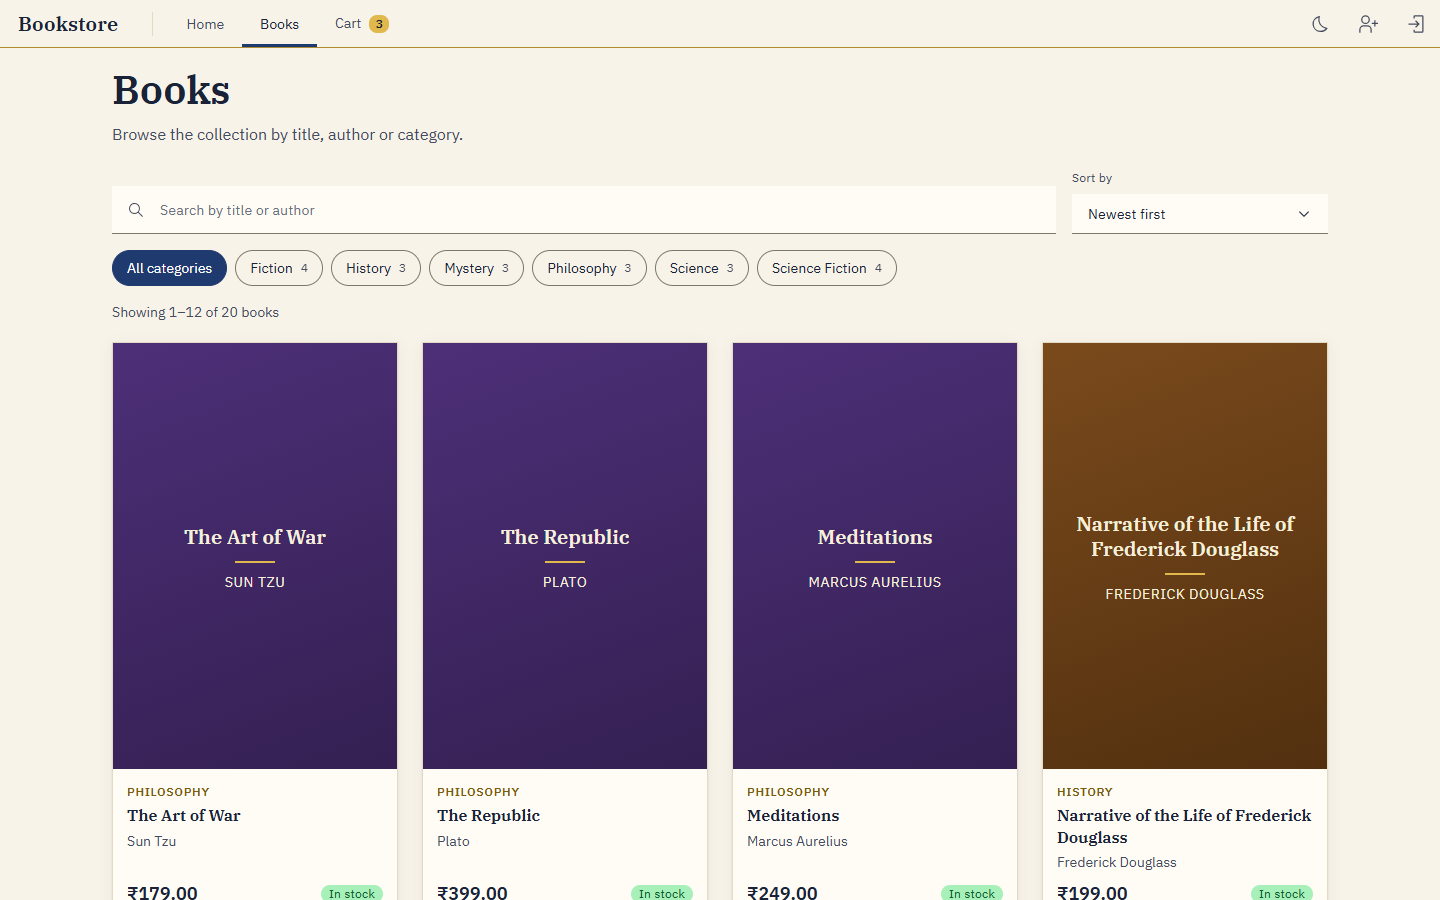 Bookstore
Home
Books
Cart 3
Books
Browse the collection by title, author or category.
Sort by
Search by title or author
Newest first
All categories
Fiction 4
History 3
Mystery 3
Philosophy 3
Science 3
Science Fiction 4
Showing 1–12 of 20 books
The Art of War
SUN TZU
The Republic
PLATO
Meditations
MARCUS AURELIUS
Narrative of the Life of
Frederick Douglass
FREDERICK DOUGLASS
PHILOSOPHY
The Art of War
Sun Tzu
₹179.00
In stock
PHILOSOPHY
The Republic
Plato
₹399.00
In stock
PHILOSOPHY
Meditations
Marcus Aurelius
₹249.00
In stock
HISTORY
Narrative of the Life of Frederick
Douglass
Frederick Douglass
₹199.00
In stock